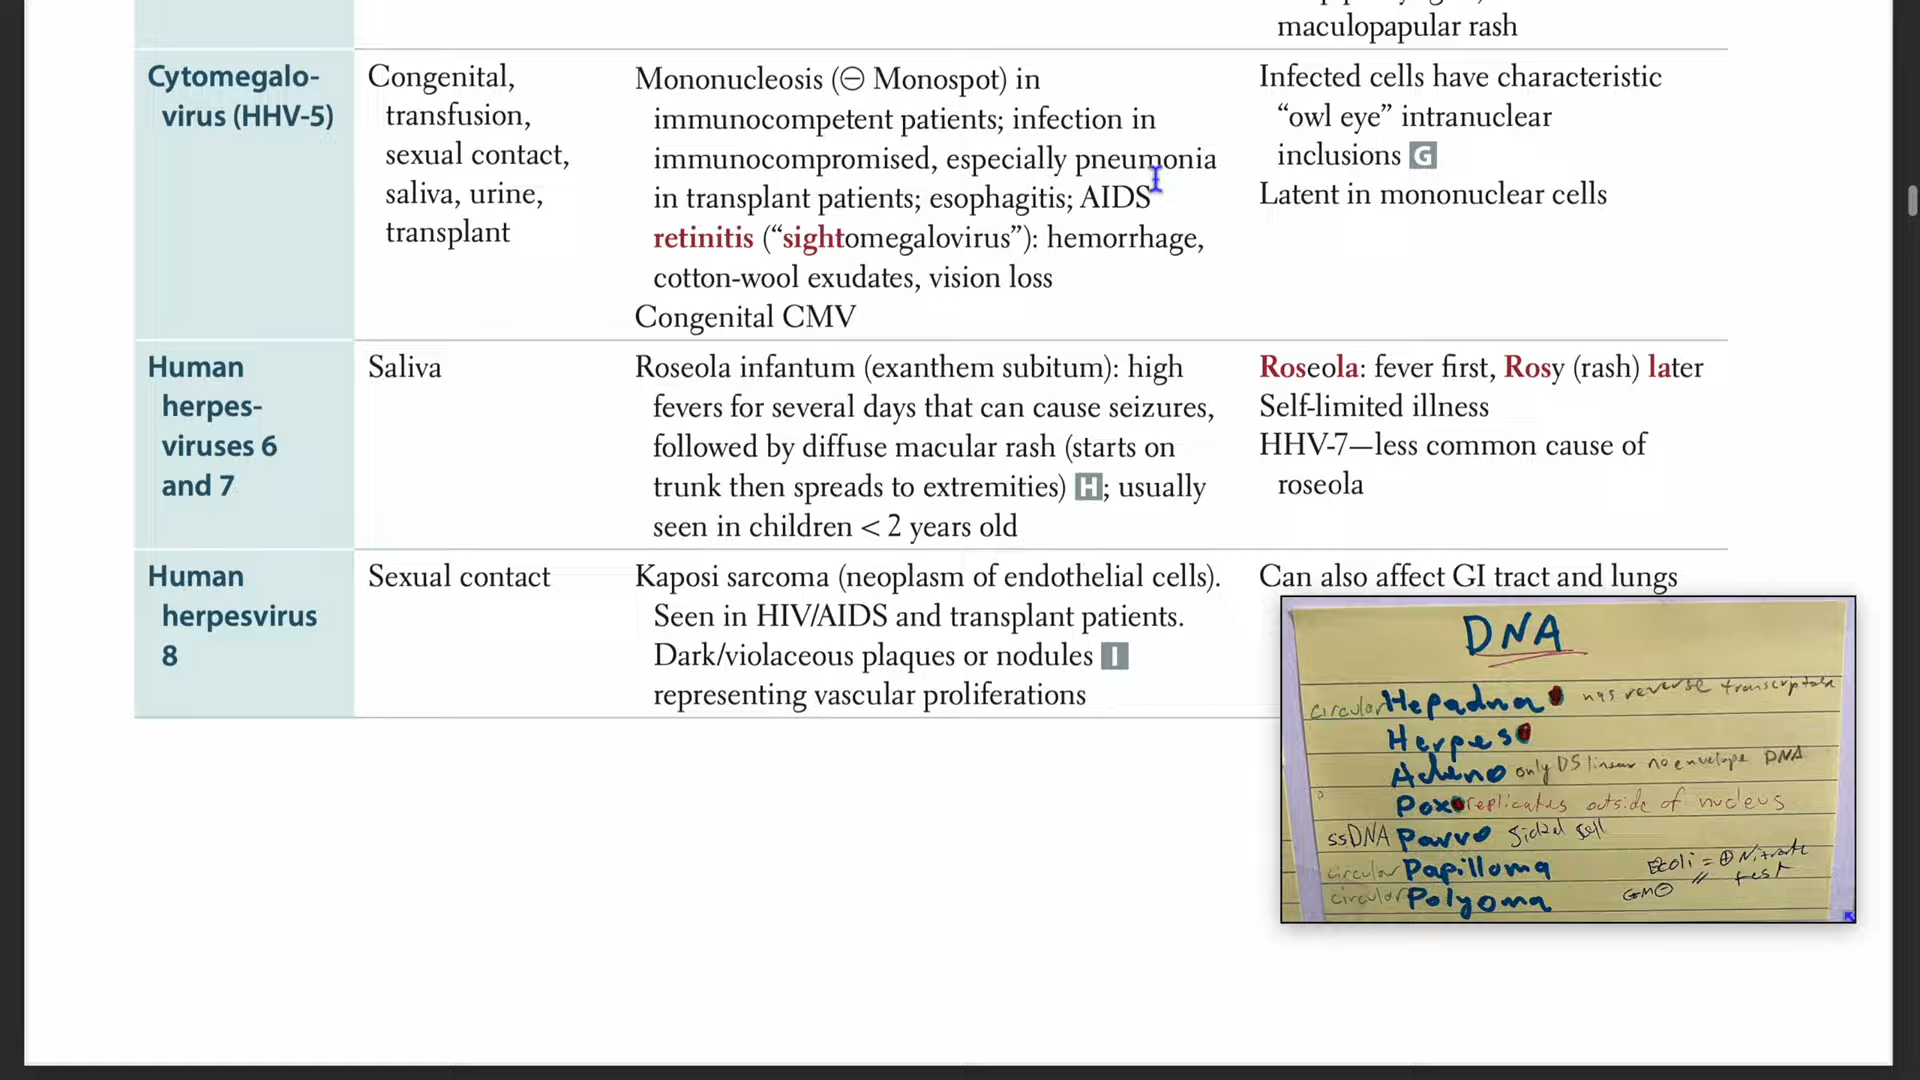 maculopapular rash
Cytomegalo-
virus (HHV-5)
Congenital,
transfusion,
sexual contact,
saliva, urine,
transplant
Mononucleosis (⊖ Monospot) in
immunocompetent patients; infection in
immunocompromised, especially pneumonia
in transplant patients; esophagitis; AIDS
retinitis (“sightomegalovirus”): hemorrhage,
cotton-wool exudates, vision loss
Congenital CMV
Infected cells have characteristic
“owl eye” intranuclear
inclusions G
Latent in mononuclear cells
Human
herpes-
viruses 6
and 7
Saliva
Roseola infantum (exanthem subitum): high
fevers for several days that can cause seizures,
followed by diffuse macular rash (starts on
trunk then spreads to extremities) H; usually
seen in children < 2 years old
Roseola: fever first, Rosy (rash) later
Self-limited illness
HHV-7—less common cause of
roseola
Human
herpesvirus
8
Sexual contact
Kaposi sarcoma (neoplasm of endothelial cells).
Seen in HIV/AIDS and transplant patients.
Dark/violaceous plaques or nodules I
representing vascular proliferations
Can also affect GI tract and lungs
DNA
circular Hepadna has reverse transcriptase
Herpes
Adeno only DS linear no envelope DNA
Pox replicates outside of nucleus
ssDNA Parvo
circular Papilloma Ecoli = ⊕ Nitrate
circular Polyoma GM⊖ " test